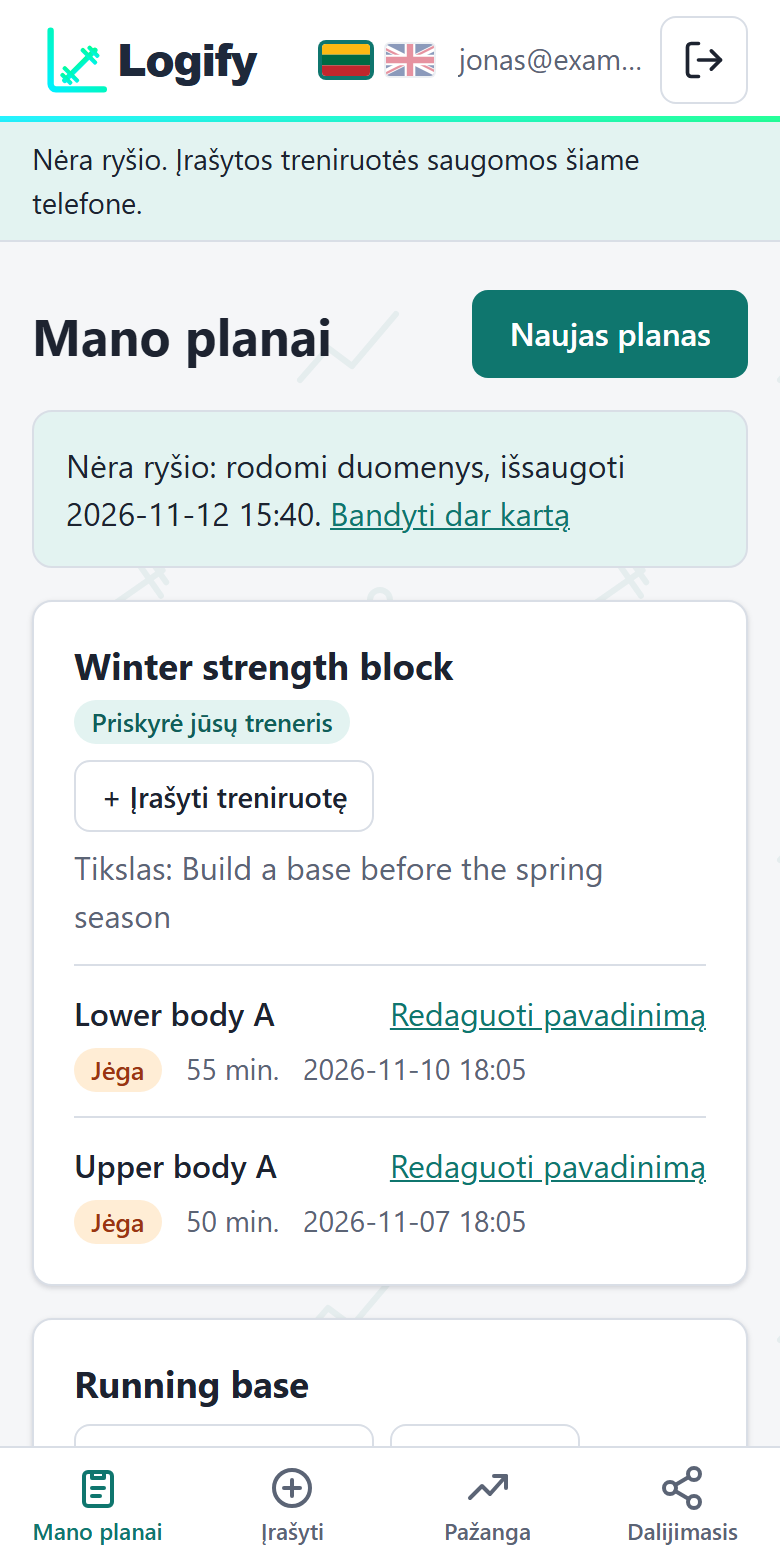 Logify
jonas@exam...
Nėra ryšio. Įrašytos treniruotės saugomos šiame
telefone.
Mano planai
Naujas planas
Nėra ryšio: rodomi duomenys, išsaugoti
2026-11-12 15:40. Bandyti dar kartą
Winter strength block
Priskyrė jūsų treneris
+ Įrašyti treniruotę
Tikslas: Build a base before the spring
season
Lower body A
Redaguoti pavadinimą
Jėga 55 min. 2026-11-10 18:05
Upper body A
Redaguoti pavadinimą
Jėga 50 min. 2026-11-07 18:05
Running base
Mano planai
Įrašyti
Pažanga
Dalijimasis